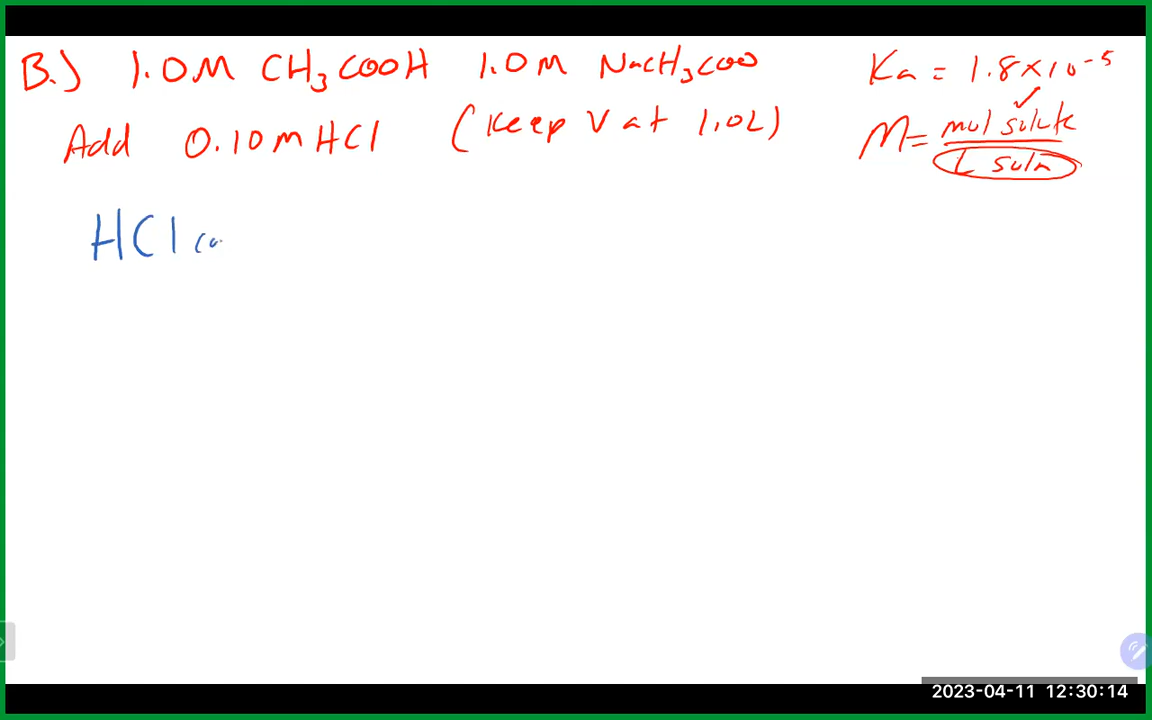 B.) 1.0M CH₃COOH 1.0M NaCH₃COO Ka = 1.8×10⁻⁵
Add 0.10M HCl (Keep V at 1.0L) M = mol solute
L soln
HCl (a
2023-04-11 12:30:14